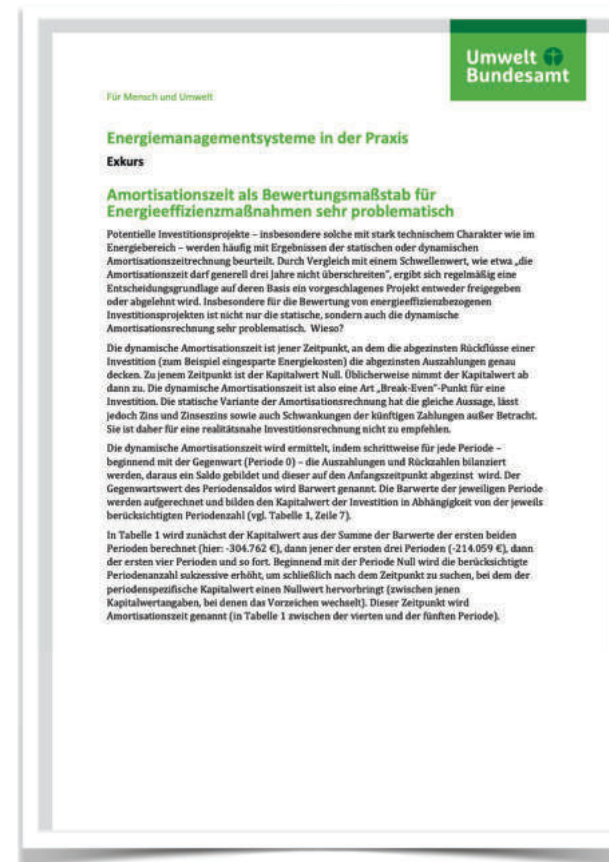 Umwelt
Bundesamt
Für Mensch und Umwelt
Energiemanagementsysteme in der Praxis
Exkurs
Amortisationszeit als Bewertungsmaßstab für
Energieeffizienzmaßnahmen sehr problematisch
Potentielle Investitionsprojekte – insbesondere solche mit stark technischem Charakter wie im
Energiebereich – werden häufig mit Ergebnissen der statischen oder dynamischen
Amortisationszeitrechnung beurteilt. Durch Vergleich mit einem Schwellenwert, wie etwa „die
Amortisationszeit darf generell drei Jahre nicht überschreiten", ergibt sich regelmäßig eine
Entscheidungsgrundlage auf deren Basis ein vorgeschlagenes Projekt entweder freigegeben
oder abgelehnt wird. Insbesondere für die Bewertung von energieeffizienzbezogenen
Investitionsprojekten ist nicht nur die statische, sondern auch die dynamische
Amortisationsrechnung sehr problematisch. Wieso?
Die dynamische Amortisationszeit ist jener Zeitpunkt, an dem die abgezinsten Rückflüsse einer
Investition (zum Beispiel eingesparte Energiekosten) die abgezinsten Auszahlungen genau
decken. Zu jenem Zeitpunkt ist der Kapitalwert Null. Üblicherweise nimmt der Kapitalwert ab
dann zu. Die dynamische Amortisationszeit ist also eine Art „Break-Even"-Punkt für eine
Investition. Die statische Variante der Amortisationsrechnung hat die gleiche Aussage, lässt
jedoch Zins und Zinseszins sowie auch Schwankungen der künftigen Zahlungen außer Betracht.
Sie ist daher für eine realitätsnahe Investitionsrechnung nicht zu empfehlen.
Die dynamische Amortisationszeit wird ermittelt, indem schrittweise für jede Periode –
beginnend mit der Gegenwart (Periode 0) – die Auszahlungen und Rückzahlen bilanziert
werden, daraus ein Saldo gebildet und dieser auf den Anfangszeitpunkt abgezinst wird. Der
Gegenwartswert des Periodensaldos wird Barwert genannt. Die Barwerte der jeweiligen Periode
werden aufgerechnet und bilden den Kapitalwert der Investition in Abhängigkeit von der jeweils
berücksichtigten Periodenzahl (vgl. Tabelle 1, Zeile 7).
In Tabelle 1 wird zunächst der Kapitalwert aus der Summe der Barwerte der ersten beiden
Perioden berechnet (hier: -304.762 €), dann jener der ersten drei Perioden (-214.059 €), dann
der ersten vier Perioden und so fort. Beginnend mit der Periode Null wird die berücksichtigte
Periodenanzahl sukzessive erhöht, um schließlich nach dem Zeitpunkt zu suchen, bei dem der
periodenspezifische Kapitalwert einen Nullwert hervorbringt (zwischen jenen
Kapitalwertangaben, bei denen das Vorzeichen wechselt). Dieser Zeitpunkt wird
Amortisationszeit genannt (in Tabelle 1 zwischen der vierten und der fünften Periode).